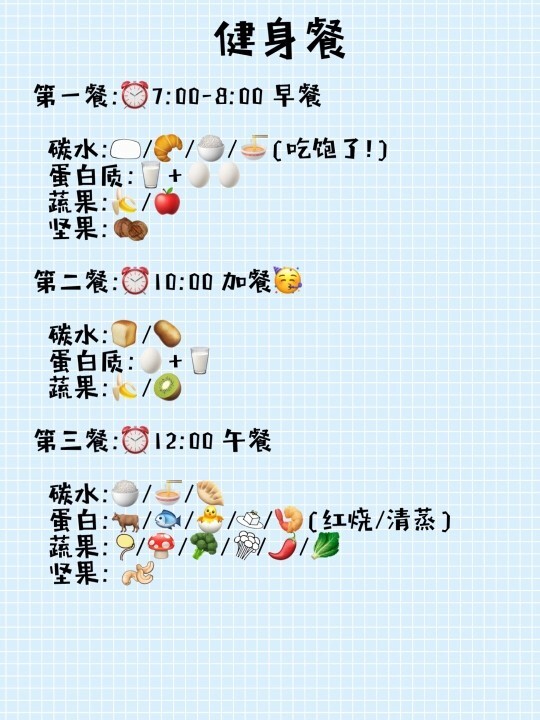 健身餐
第一餐:⏰7:00-8:00 早餐
碳水:/🥐/🍚/🍜(吃饱了!)
蛋白质:🥛+🥚🥚
蔬果:🍌/🍎
坚果:🌰
第二餐:⏰10:00 加餐🥳
碳水:🍞/🥔
蛋白质:🥚+🥛
蔬果:🍌/🥝
第三餐:⏰12:00 午餐
碳水:🍚/🍜/🥟
蛋白:🐂/🐟/🐣//🍤(红烧/清蒸)
蔬果:/🍄/🥦//🌶/🥬
坚果: